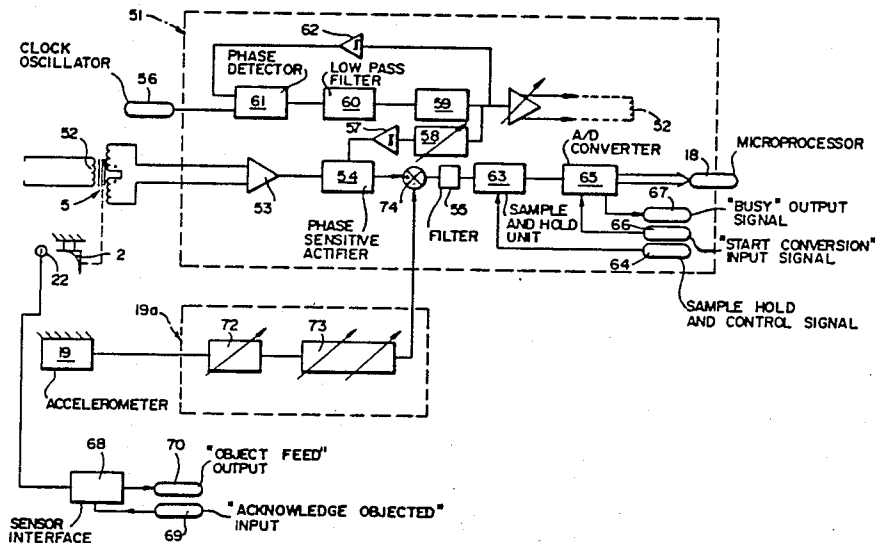 51
62
CLOCK
OSCILLATOR
56
PHASE
DETECTOR
61
LOW PASS
FILTER
60
59
52
57
58
A/D
CONVERTER
18
MICROPROCESSOR
52
5
53
54
74
55
63
65
67
"BUSY" OUTPUT
SIGNAL
PHASE
SENSITIVE
ACTIFIER
FILTER
SAMPLE
AND HOLD
UNIT
66
"START CONVERSION"
INPUT SIGNAL
64
SAMPLE HOLD
AND CONTROL SIGNAL
22
2
19a
72
73
19
ACCELEROMETER
68
70
"OBJECT FEED"
OUTPUT
SENSOR
INTERFACE
69
"ACKNOWLEDGE OBJECTED"
INPUT